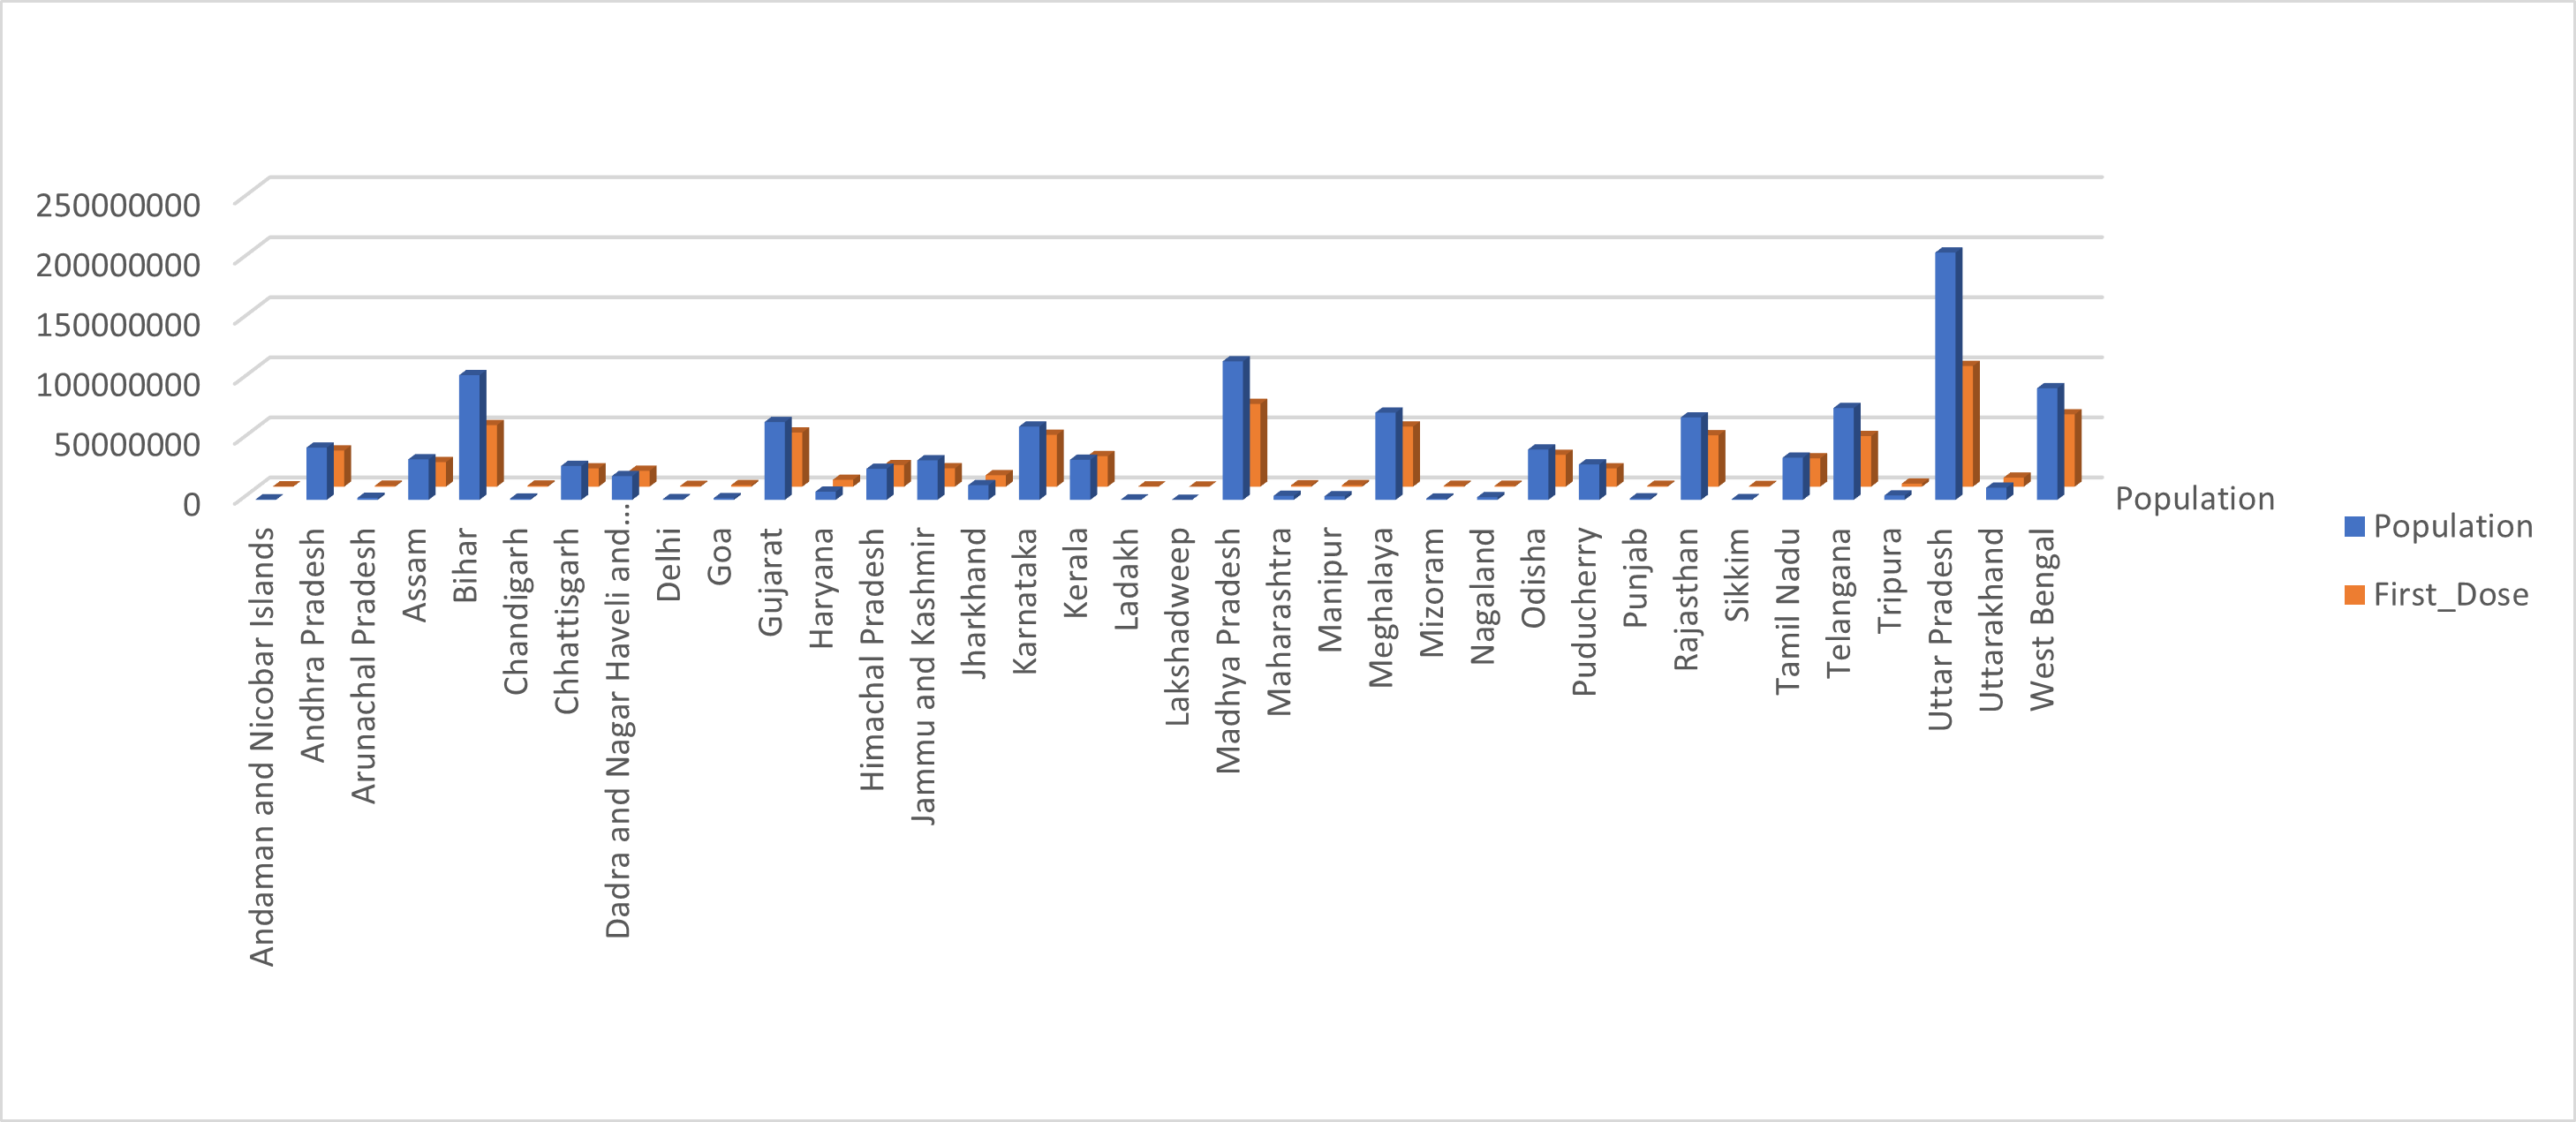 250000000
200000000
150000000
100000000
50000000
0
Andaman and Nicobar Islands
Andhra Pradesh
Arunachal Pradesh
Assam
Bihar
Chandigarh
Chhattisgarh
Dadra and Nagar Haveli and...
Delhi
Goa
Gujarat
Haryana
Himachal Pradesh
Jammu and Kashmir
Jharkhand
Karnataka
Kerala
Ladakh
Lakshadweep
Madhya Pradesh
Maharashtra
Manipur
Meghalaya
Mizoram
Nagaland
Odisha
Puducherry
Punjab
Rajasthan
Sikkim
Tamil Nadu
Telangana
Tripura
Uttar Pradesh
Uttarakhand
West Bengal
Population
Population
First_Dose